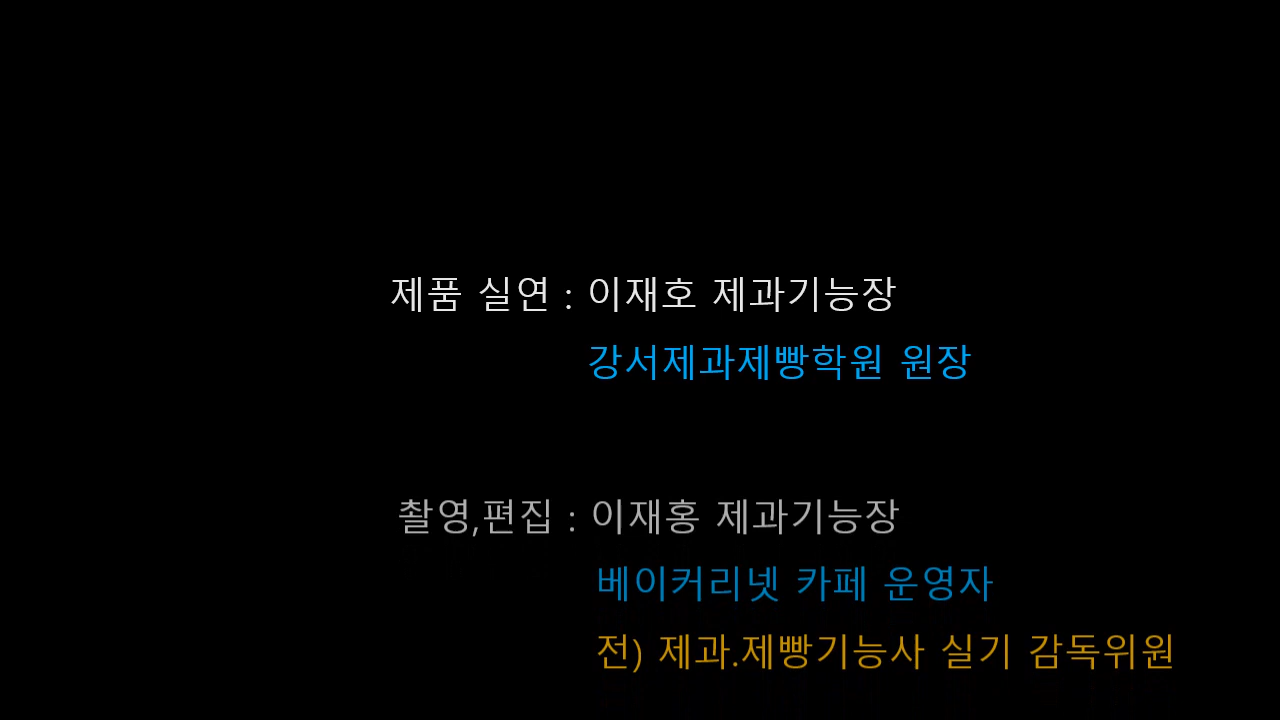 제품 실연 : 이재호 제과기능장
강서제과제빵학원 원장
촬영,편집 : 이재홍 제과기능장
베이커리넷 카페 운영자
전) 제과.제빵기능사 실기 감독위원